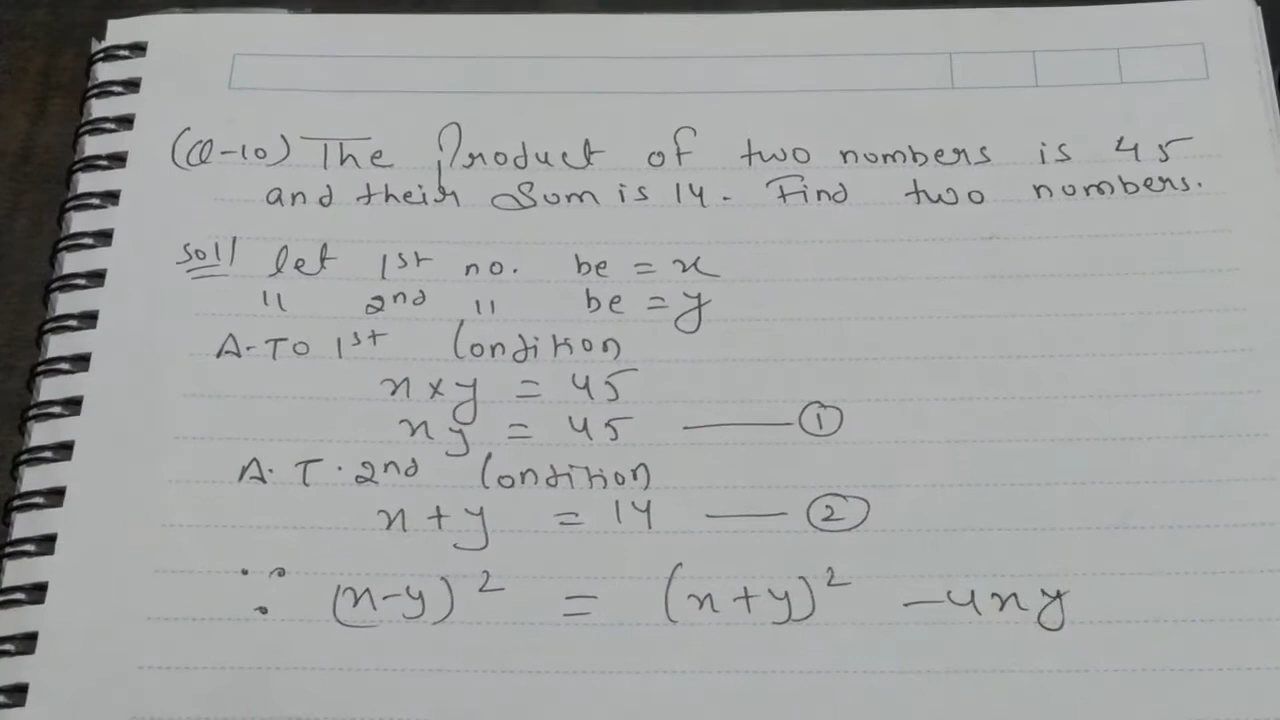 (Q-10) The Product of two numbers is 45
and their Sum is 14. Find two numbers.
Sol| let 1st no. be = x
" 2nd " be = y
A-TO 1st Condition
x × y = 45
xy = 45 —— ①
A.T. 2nd Condition
x + y = 14 —— ②
∵ (x-y)² = (x+y)² - 4xy